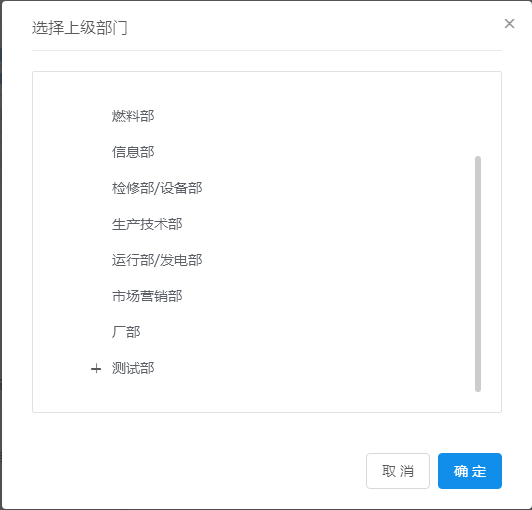 选择上级部门
燃料部
信息部
检修部/设备部
生产技术部
运行部/发电部
市场营销部
厂部
测试部
取 消
确 定